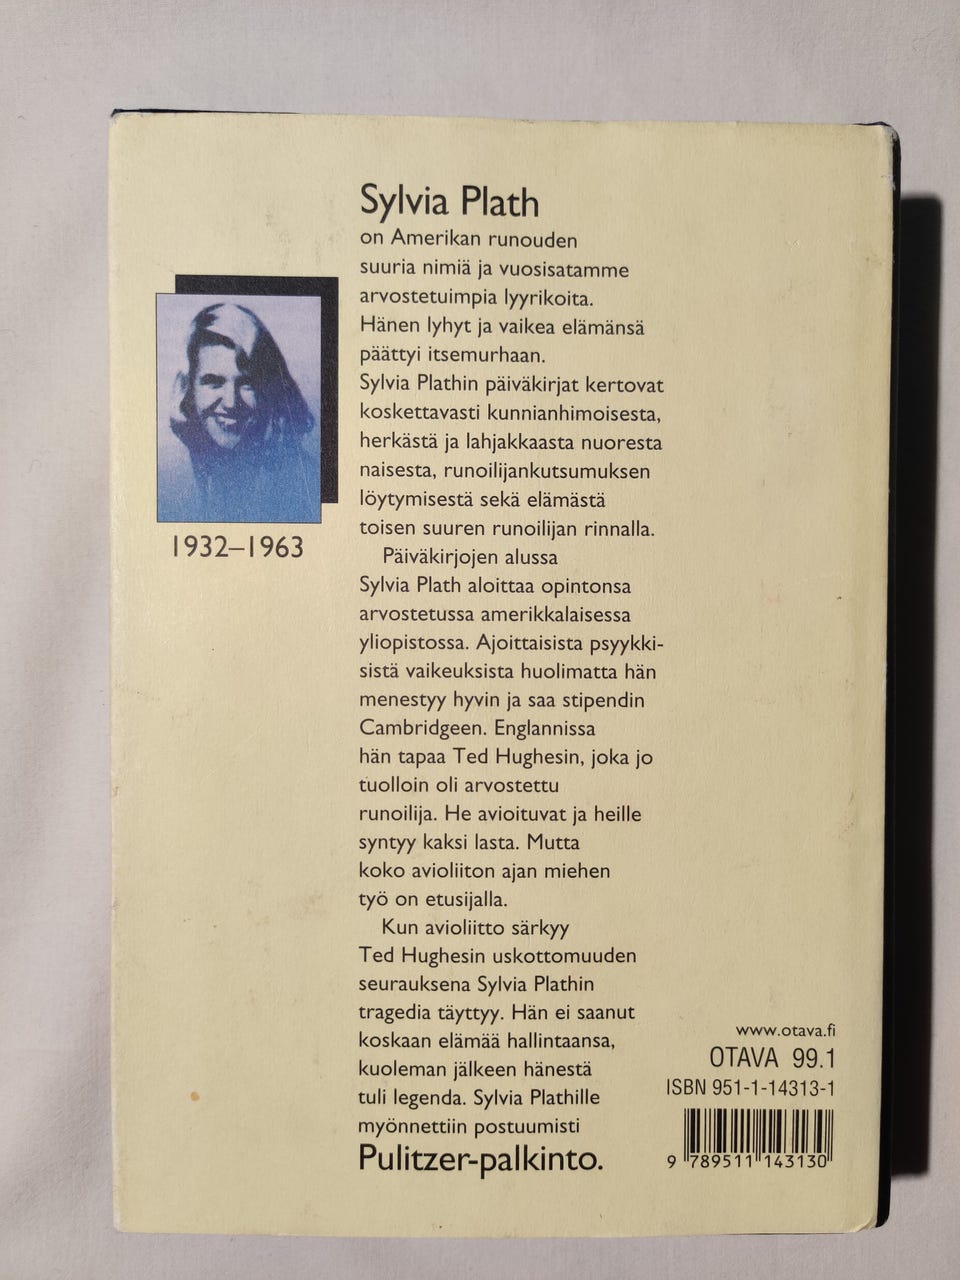 Sylvia Plath
on Amerikan runouden
suuria nimiä ja vuosisatamme
arvostetuimpia lyyrikoita.
Hänen lyhyt ja vaikea elämänsä
päättyi itsemurhaan.
Sylvia Plathin päiväkirjat kertovat
koskettavasti kunnianhimoisesta,
herkästä ja lahjakkaasta nuoresta
naisesta, runoilijankutsumuksen
löytymisestä sekä elämästä
toisen suuren runoilijan rinnalla.
Päiväkirjojen alussa
Sylvia Plath aloittaa opintonsa
arvostetussa amerikkalaisessa
yliopistossa. Ajoittaisista psyykki-
sistä vaikeuksista huolimatta hän
menestyy hyvin ja saa stipendin
Cambridgeen. Englannissa
hän tapaa Ted Hughesin, joka jo
tuolloin oli arvostettu
runoilija. He avioituvat ja heille
syntyy kaksi lasta. Mutta
koko avioliiton ajan miehen
työ on etusijalla.
Kun avioliitto särkyy
Ted Hughesin uskottomuuden
seurauksena Sylvia Plathin
tragedia täyttyy. Hän ei saanut
koskaan elämää hallintaansa,
kuoleman jälkeen hänestä
tuli legenda. Sylvia Plathille
myönnettiin postuumisti
Pulitzer-palkinto.
1932–1963
www.otava.fi
OTAVA 99.1
ISBN 951-1-14313-1
9 789511 143130